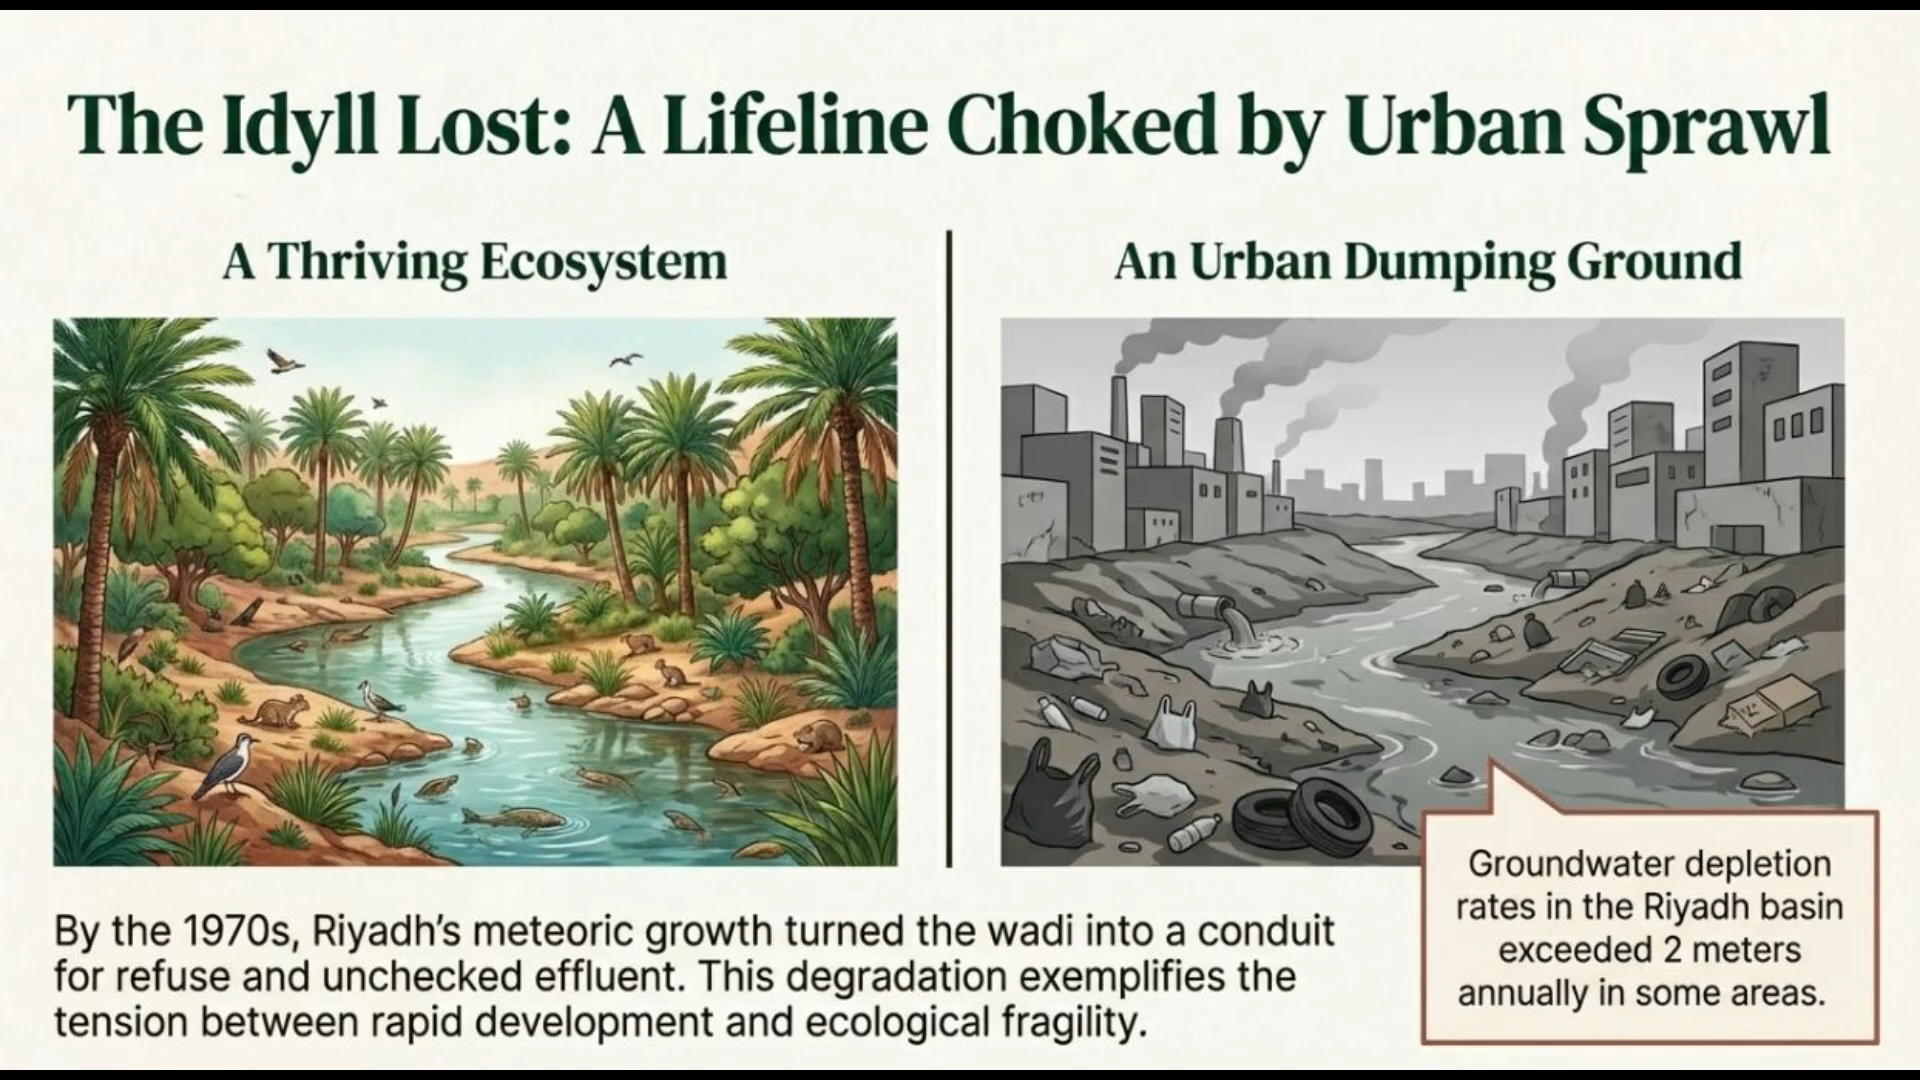 The Idyll Lost: A Lifeline Choked by Urban Sprawl
A Thriving Ecosystem
An Urban Dumping Ground
By the 1970s, Riyadh’s meteoric growth turned the wadi into a conduit
for refuse and unchecked effluent. This degradation exemplifies the
tension between rapid development and ecological fragility.
Groundwater depletion
rates in the Riyadh basin
exceeded 2 meters
annually in some areas.